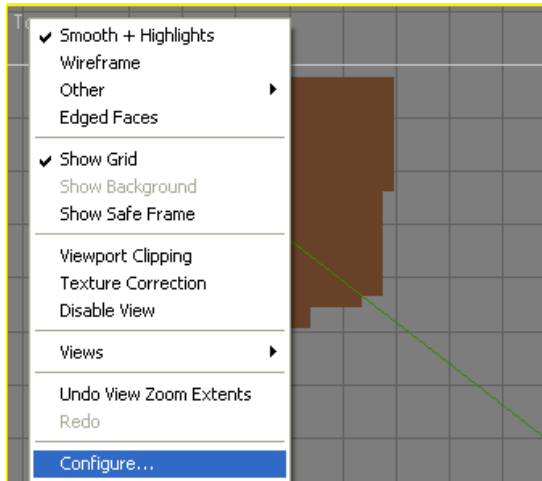 Smooth + Highlights
Wireframe
Other
Edged Faces
Show Grid
Show Background
Show Safe Frame
Viewport Clipping
Texture Correction
Disable View
Views
Undo View Zoom Extents
Redo
Configure...